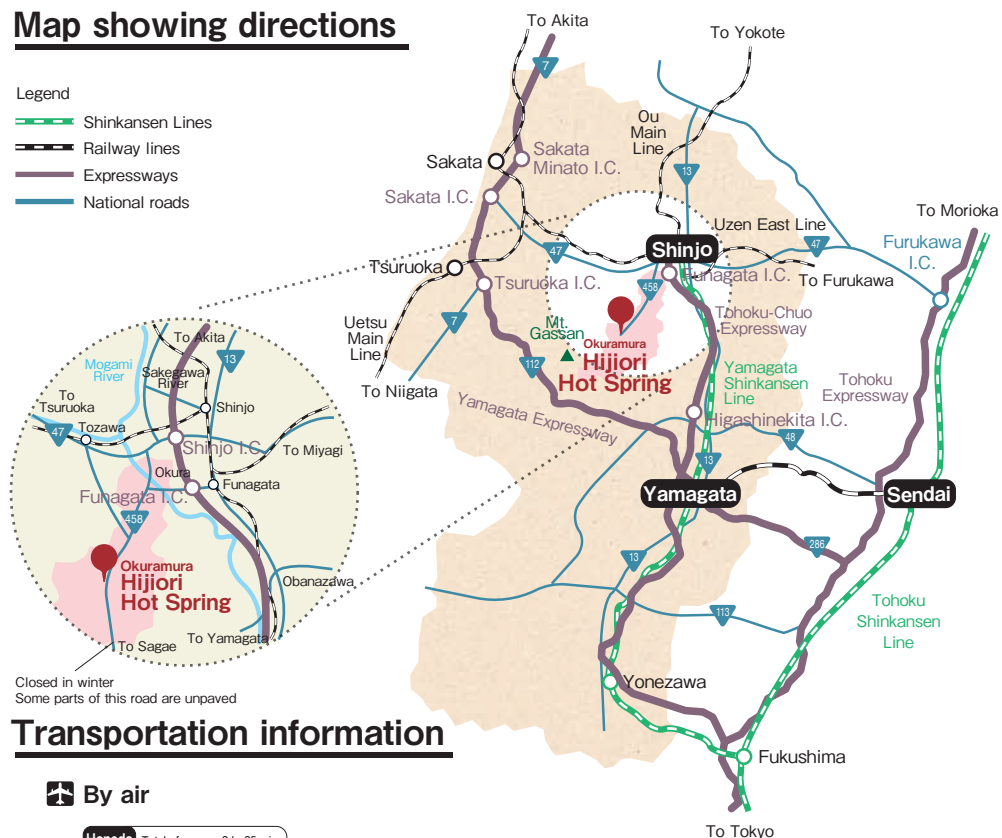 Map showing directions
Legend
Shinkansen Lines
Railway lines
Expressways
National roads
To Akita
To Yokote
7
Ou
Main
Line
Sakata
Sakata
Minato I.C.
13
Sakata I.C.
To Morioka
Uzen East Line
Shinjo
47
47
Furukawa
I.C.
Tsuruoka
Funagata I.C.
To Furukawa
Tsuruoka I.C.
458
7
Uetsu
Main
Line
Mt.
Gassan
Tohoku-Chuo
Expressway
Okuramura
Hijiori
Hot Spring
112
To Niigata
Yamagata
Shinkansen
Line
Tohoku
Expressway
Yamagata Expressway
Higashinekita I.C.
48
13
Yamagata
Sendai
286
13
113
Tohoku
Shinkansen
Line
Yonezawa
Fukushima
To Tokyo
To Akita
13
Mogami
River
Sakegawa
River
To
Tsuruoka
Shinjo
47
Tozawa
Shinjo I.C.
To Miyagi
Okura
Funagata I.C.
Funagata
458
Okuramura
Hijiori
Hot Spring
Obanazawa
To Yamagata
To Sagae
Closed in winter
Some parts of this road are unpaved
Transportation information
By air